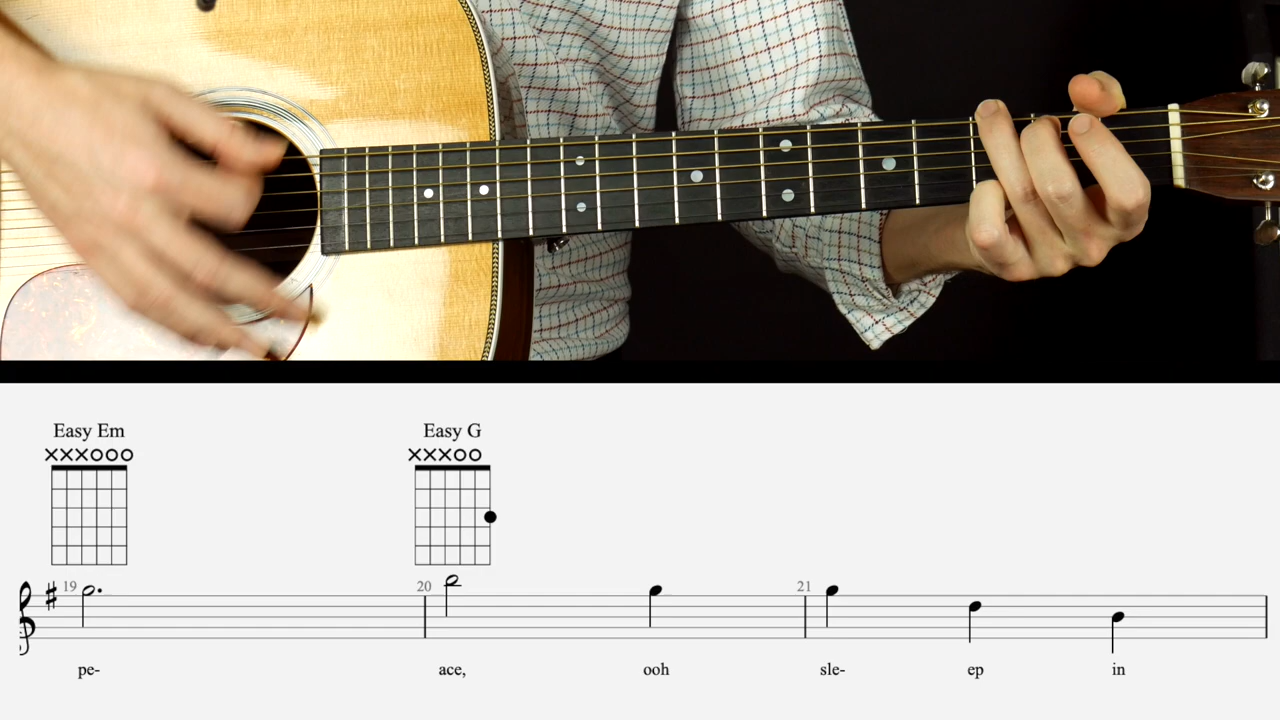 Easy Em Easy G
×××○○○ ×××○○
19 20 21
pe- ace, ooh sle- ep in